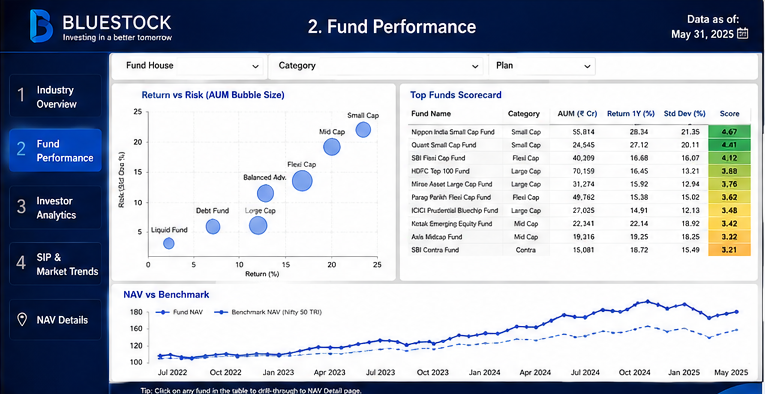 BLUESTOCK
Investing in a better tomorrow
2. Fund Performance
Data as of:
May 31, 2025
1 Industry
Overview
2 Fund
Performance
3 Investor
Analytics
4 SIP &
Market Trends
NAV Details
Fund House Category Plan
Return vs Risk (AUM Bubble Size)
Risk(Std Dev %)
25
20
15
10
5
0 5 10 15 20 25
Return (%)
Small Cap
Mid Cap
Flexi Cap
Balanced Adv.
Large Cap
Debt Fund
Liquid Fund
Top Funds Scorecard
Fund Name Category AUM (₹ Cr) Return 1Y (%) Std Dev (%) Score
Nippon India Small Cap Fund Small Cap 55,814 28.34 21.35 4.67
Quant Small Cap Fund Small Cap 24,545 27.12 20.11 4.41
SBI Flexi Cap Fund Flexi Cap 40,209 16.68 16.07 4.12
HDFC Top 100 Fund Large Cap 70,159 16.45 13.21 3.88
Mirae Asset Large Cap Fund Large Cap 31,274 15.92 12.94 3.76
Parag Parikh Flexi Cap Fund Flexi Cap 49,762 15.38 15.02 3.62
ICICI Prudential Bluechip Fund Large Cap 27,025 14.91 12.13 3.48
Kotak Emerging Equity Fund Mid Cap 22,341 22.14 18.92 3.42
Axis Midcap Fund Mid Cap 19,316 19.25 18.25 3.32
SBI Contra Fund Contra 15,081 18.72 15.49 3.21
NAV vs Benchmark
Fund NAV Benchmark NAV (Nifty 50 TRI)
180
160
140
120
100
Jul 2022 Oct 2022 Jan 2023 Apr 2023 Jul 2023 Oct 2023 Jan 2024 Apr 2024 Jul 2024 Oct 2024 Jan 2025 May 2025
Tip: Click on any fund in the table to drill-through to NAV Detail page.